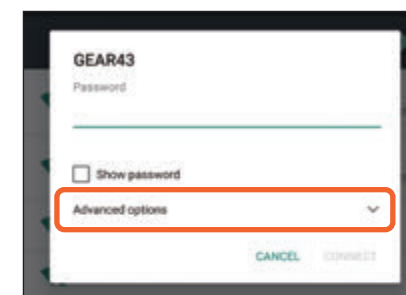 GEAR43
Password
Show password
Advanced options
CANCEL CONNECT